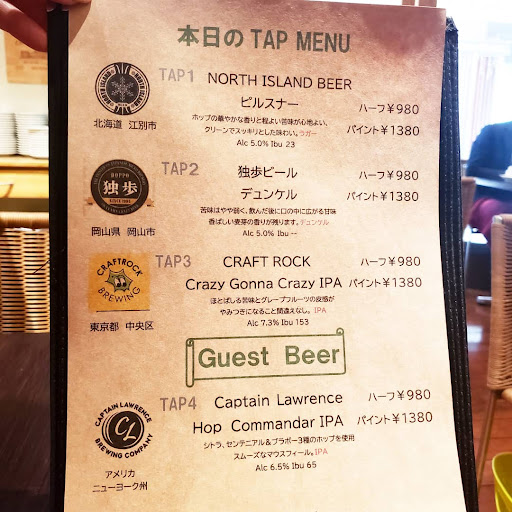 本日のTAP MENU
TAP1 NORTH ISLAND BEER
ピルスナー ハーフ¥980
ホップの華やかな香りと程よい苦味が心地よい、
クリーンでスッキリとした味わい。ラガー パイント¥1380
Alc 5.0% Ibu 23
北海道 江別市
TAP2 独歩ビール ハーフ¥980
デュンケル パイント¥1380
DOPPO
独歩
苦味はやや弱く、飲んだ後に口の中に広がる甘味
香ばしい麦芽の香りが残ります。デュンケル
Alc 5.0% Ibu --
岡山県 岡山市
TAP3 CRAFT ROCK ハーフ¥980
Crazy Gonna Crazy IPA パイント¥1380
CRAFTROCK
BREWING
ほとばしる苦味とグレープフルーツの皮感が
やみつきになること間違えなし。IPA
Alc 7.3% Ibu 153
東京都 中央区
Guest Beer
TAP4 Captain Lawrence ハーフ¥980
Hop Commandar IPA パイント¥1380
CAPTAIN LAWRENCE
CL
BREWING COMPANY
シトラ、センテニアル&ブラボー3種のホップを使用
スムーズなマウスフィール。IPA
Alc 6.5% Ibu 65
アメリカ
ニューヨーク州